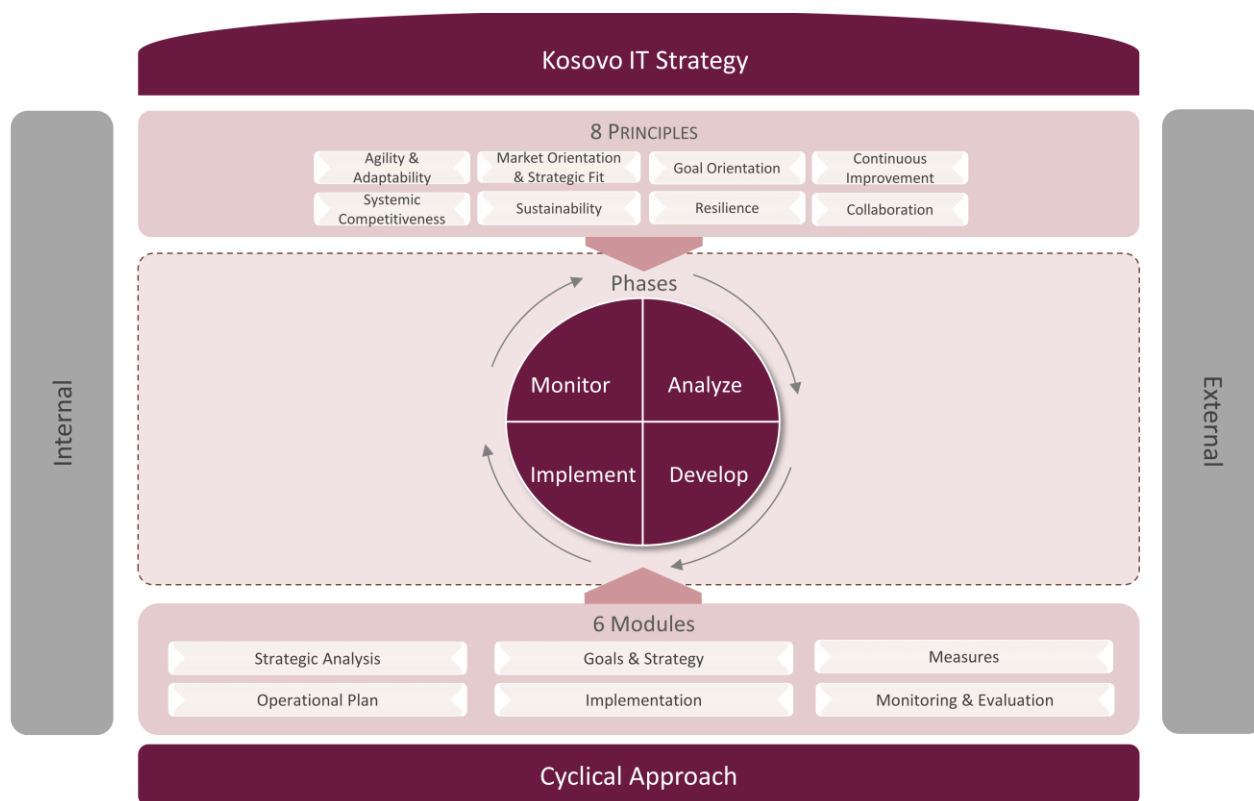 Kosovo IT Strategy
Internal
External
8 PRINCIPLES
Agility &
Adaptability
Market Orientation
& Strategic Fit
Goal Orientation
Continuous
Improvement
Systemic
Competitiveness
Sustainability
Resilience
Collaboration
Phases
Monitor
Analyze
Implement
Develop
6 Modules
Strategic Analysis
Goals & Strategy
Measures
Operational Plan
Implementation
Monitoring & Evaluation
Cyclical Approach